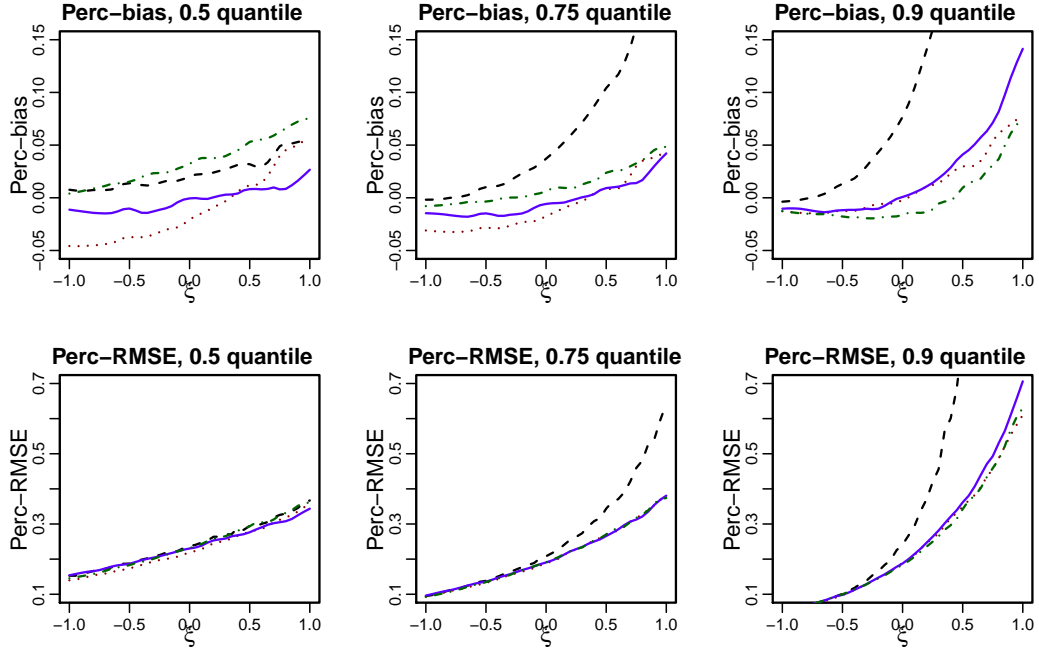 Perc−bias, 0.5 quantile
Perc−bias
0.15
0.10
0.05
0.00
−0.05
−1.0 −0.5 0.0 0.5 1.0
ξ
Perc−bias, 0.75 quantile
Perc−bias
0.15
0.10
0.05
0.00
−0.05
−1.0 −0.5 0.0 0.5 1.0
ξ
Perc−bias, 0.9 quantile
Perc−bias
0.15
0.10
0.05
0.00
−0.05
−1.0 −0.5 0.0 0.5 1.0
ξ
Perc−RMSE, 0.5 quantile
Perc−RMSE
0.7
0.5
0.3
0.1
−1.0 −0.5 0.0 0.5 1.0
ξ
Perc−RMSE, 0.75 quantile
Perc−RMSE
0.7
0.5
0.3
0.1
−1.0 −0.5 0.0 0.5 1.0
ξ
Perc−RMSE, 0.9 quantile
Perc−RMSE
0.7
0.5
0.3
0.1
−1.0 −0.5 0.0 0.5 1.0
ξ